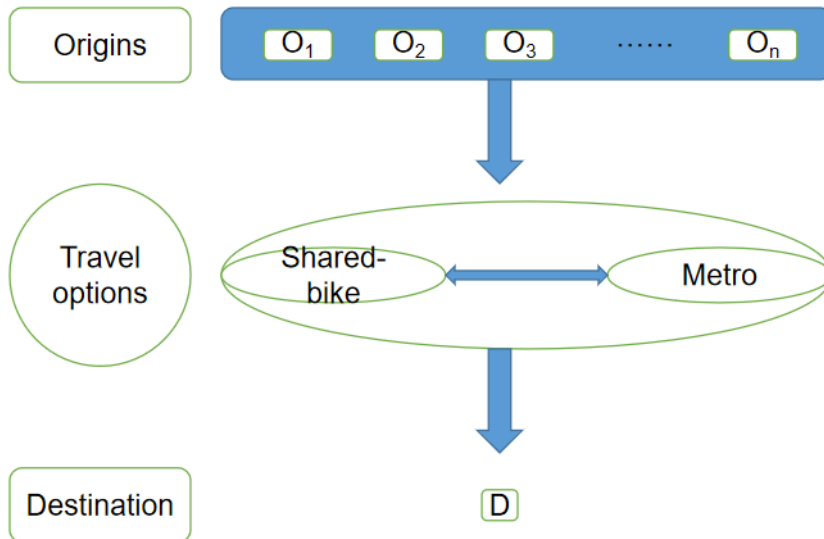 Origins
O₁ O₂ O₃ ...... Oₙ
Travel
options
Shared-
bike
Metro
Destination
D